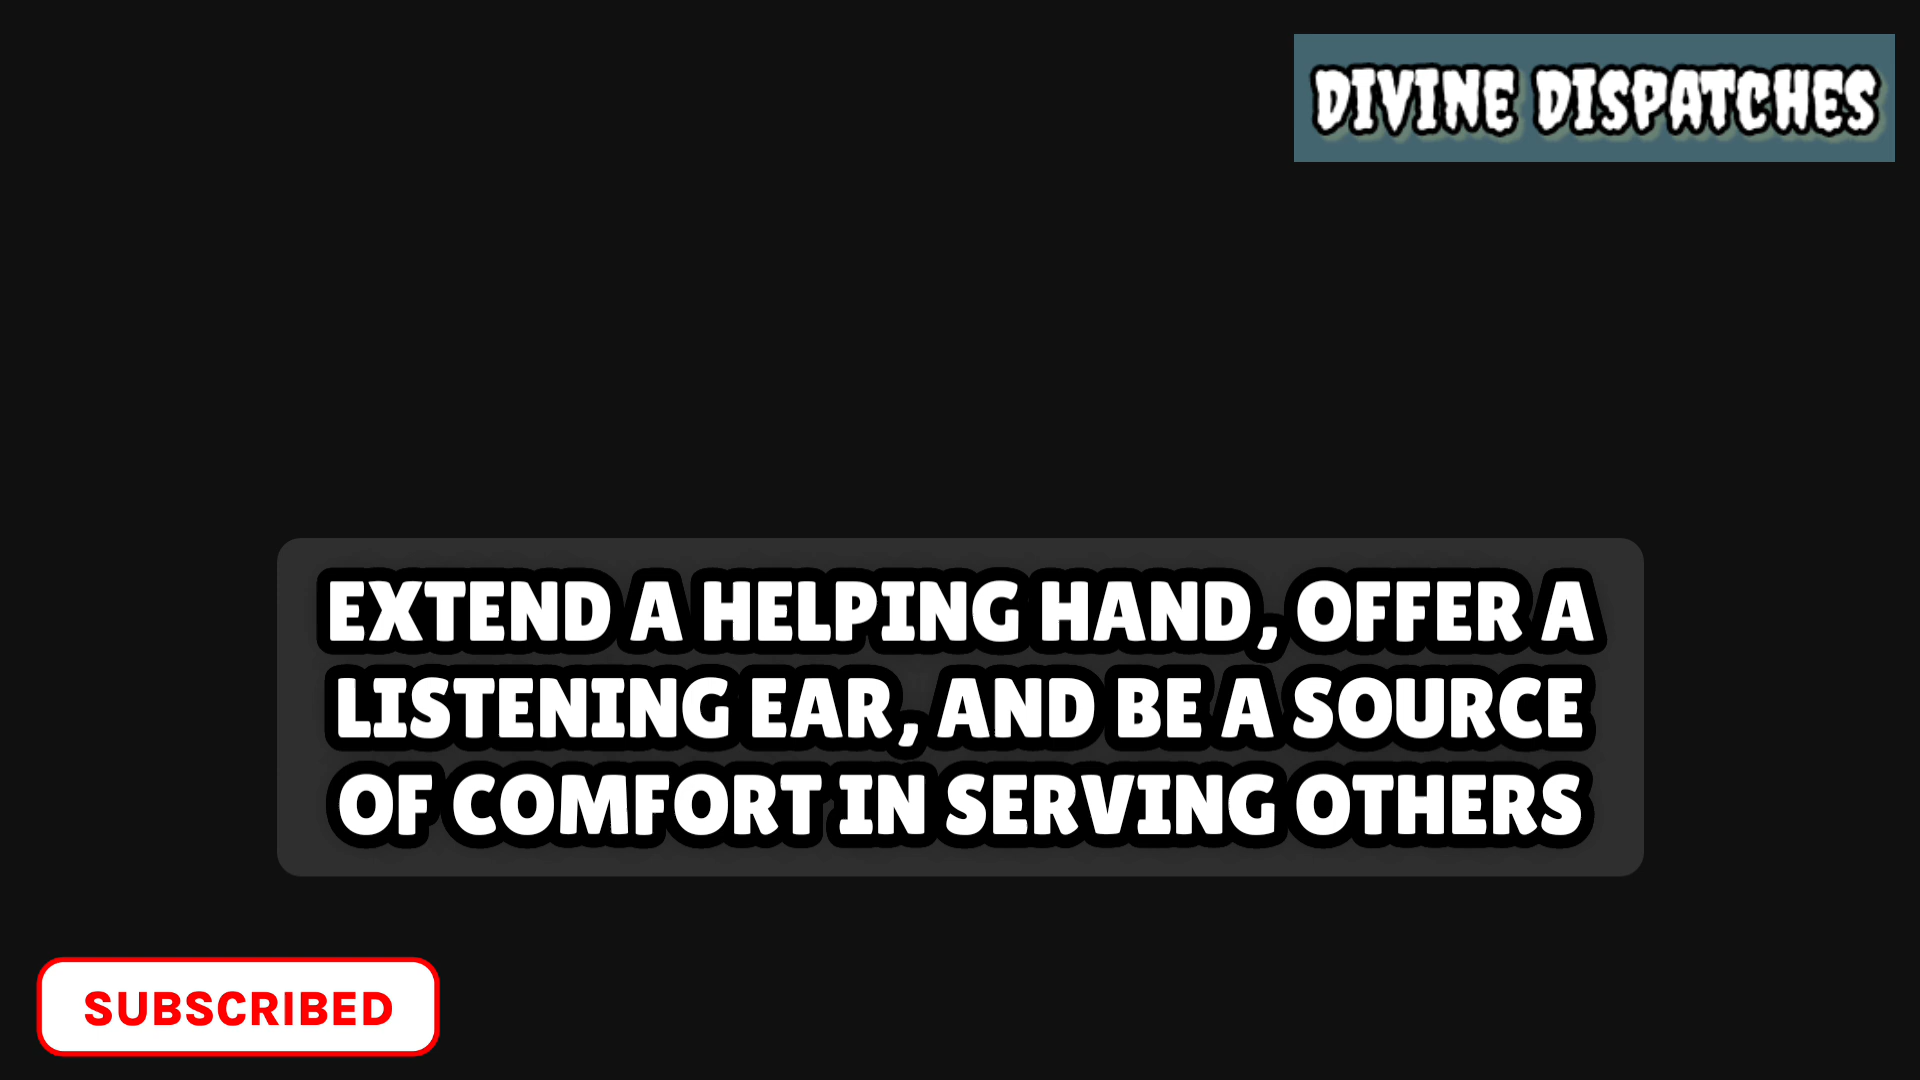 DIVINE DISPATCHES
EXTEND A HELPING HAND, OFFER A
LISTENING EAR, AND BE A SOURCE
OF COMFORT IN SERVING OTHERS
SUBSCRIBED